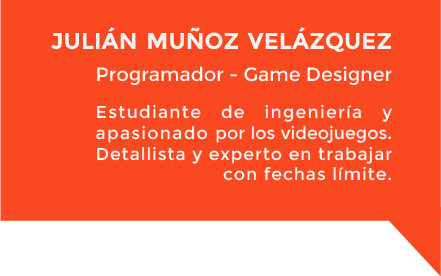 JULIÁN MUÑOZ VELÁZQUEZ
Programador - Game Designer
Estudiante de ingeniería y
apasionado por los videojuegos.
Detallista y experto en trabajar
con fechas límite.